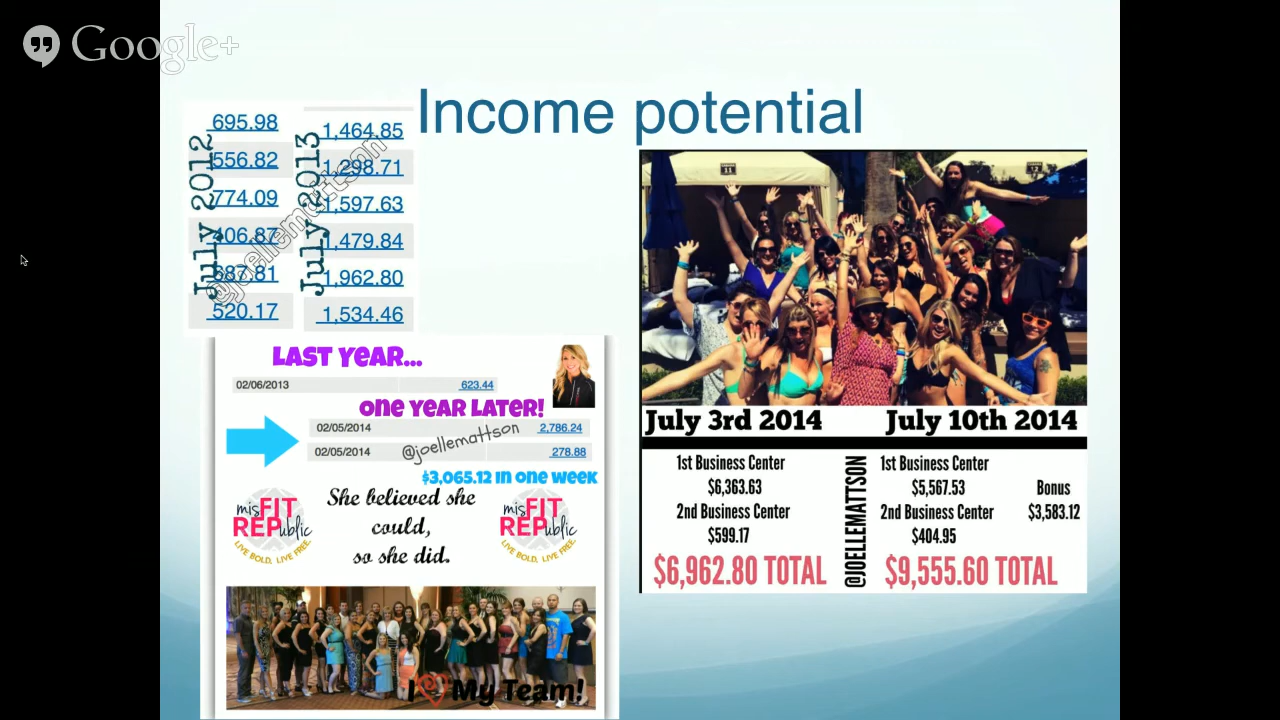 Google+
Income potential
July 2012
695.98
556.82
774.09
406.87
520.17
July 2013
1,464.85
1,298.71
1,597.63
1,479.84
1,962.80
1,534.46
@joellemattson
LAST YEAR...
02/06/2013 623.44
ONE YEAR LATER!
02/05/2014 2,786.24
02/05/2014 278.88
@joellemattson
$3,065.12 IN ONE WEEK
misFIT
REPublic
LIVE BOLD. LIVE FREE.
She believed she
could,
so she did.
misFIT
REPublic
LIVE BOLD. LIVE FREE.
I My Team!
July 3rd 2014
1st Business Center
$6,363.63
2nd Business Center
$599.17
$6,962.80 TOTAL
@JOELLEMATTSON
July 10th 2014
1st Business Center
$5,567.53
2nd Business Center
$404.95
Bonus
$3,583.12
$9,555.60 TOTAL